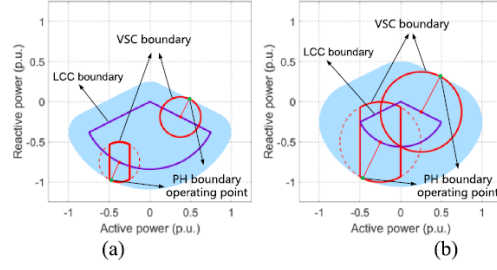 Reactive power (p.u.)
1
0.5
0
-0.5
-1
-1
-0.5
0
0.5
1
Active power (p.u.)
VSC boundary
LCC boundary
PH boundary
operating point
(a)
Reactive power (p.u.)
1
0.5
0
-0.5
-1
-1
-0.5
0
0.5
1
Active power (p.u.)
VSC boundary
LCC boundary
PH boundary
operating point
(b)